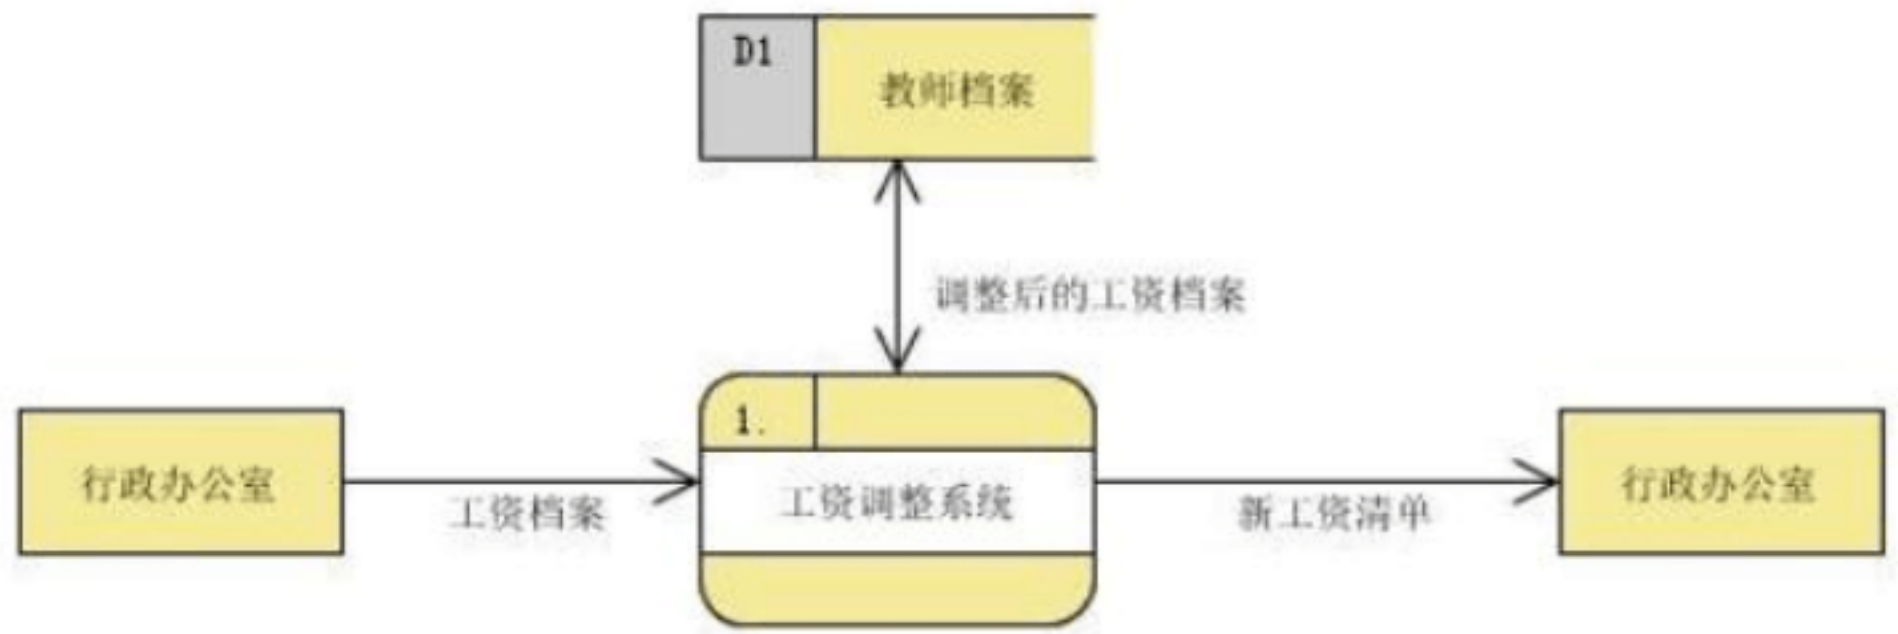 D1
教师档案
调整后的工资档案
1.
行政办公室
工资档案
工资调整系统
新工资清单
行政办公室